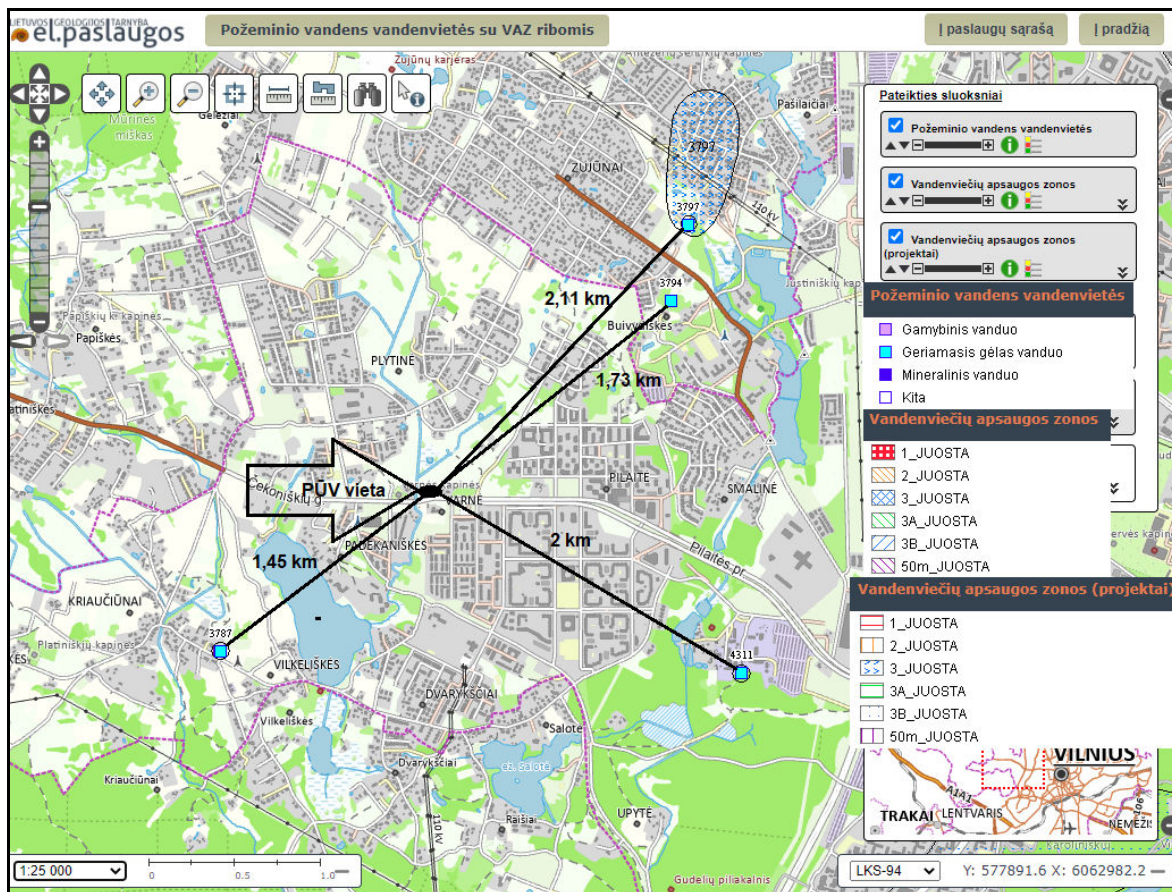 LIETUVOS GEOLOGIJOS TARNYBA
el.paslaugos
Požeminio vandens vandenvietės su VAZ ribomis
Į paslaugų sąrašą
Į pradžią
Zujūnų karjeras
Pašilaičiai
Mūrinės
miškas
Geležiai
ZUJŪNAI
3797
3797
110 kV
3794
Buivydiškės
Justiniškių kap
2,11 km
1,73 km
Papiškių kč kapinės
Papiškės
PLYTINĖ
PŪV vieta
Čekoniškių g.
VARNĖ
PILAITĖ
SMALINĖ
PADEKANIŠKĖS
1,45 km
2 km
Pilaitės pr.
KRIAUČIŪNAI
Platiniškių kapinės
3787
VILKELIŠKĖS
4311
DVARYKŠČIAI
Vilkeliškės
Salotė
Dvarykščiai
ež. Salotė
Kriaučiūnai
Raišiai
UPYTĖ
110 kV
Gudelių piliakalnis
Pateikties sluoksniai
Požeminio vandens vandenvietės
Vandenviečių apsaugos zonos
Vandenviečių apsaugos zonos
(projektai)
Požeminio vandens vandenvietės
Gamybinis vanduo
Geriamasis gėlas vanduo
Mineralinis vanduo
Kita
Vandenviečių apsaugos zonos
1_JUOSTA
2_JUOSTA
3_JUOSTA
3A_JUOSTA
3B_JUOSTA
50m_JUOSTA
Vandenviečių apsaugos zonos (projektai)
1_JUOSTA
2_JUOSTA
3_JUOSTA
3A_JUOSTA
3B_JUOSTA
50m_JUOSTA
VILNIUS
A1A1
TRAKAI
LENTVARIS
NEMĖŽIS
1:25 000
0 0.5 1.0
LKS-94
Y: 577891.6 X: 6062982.2